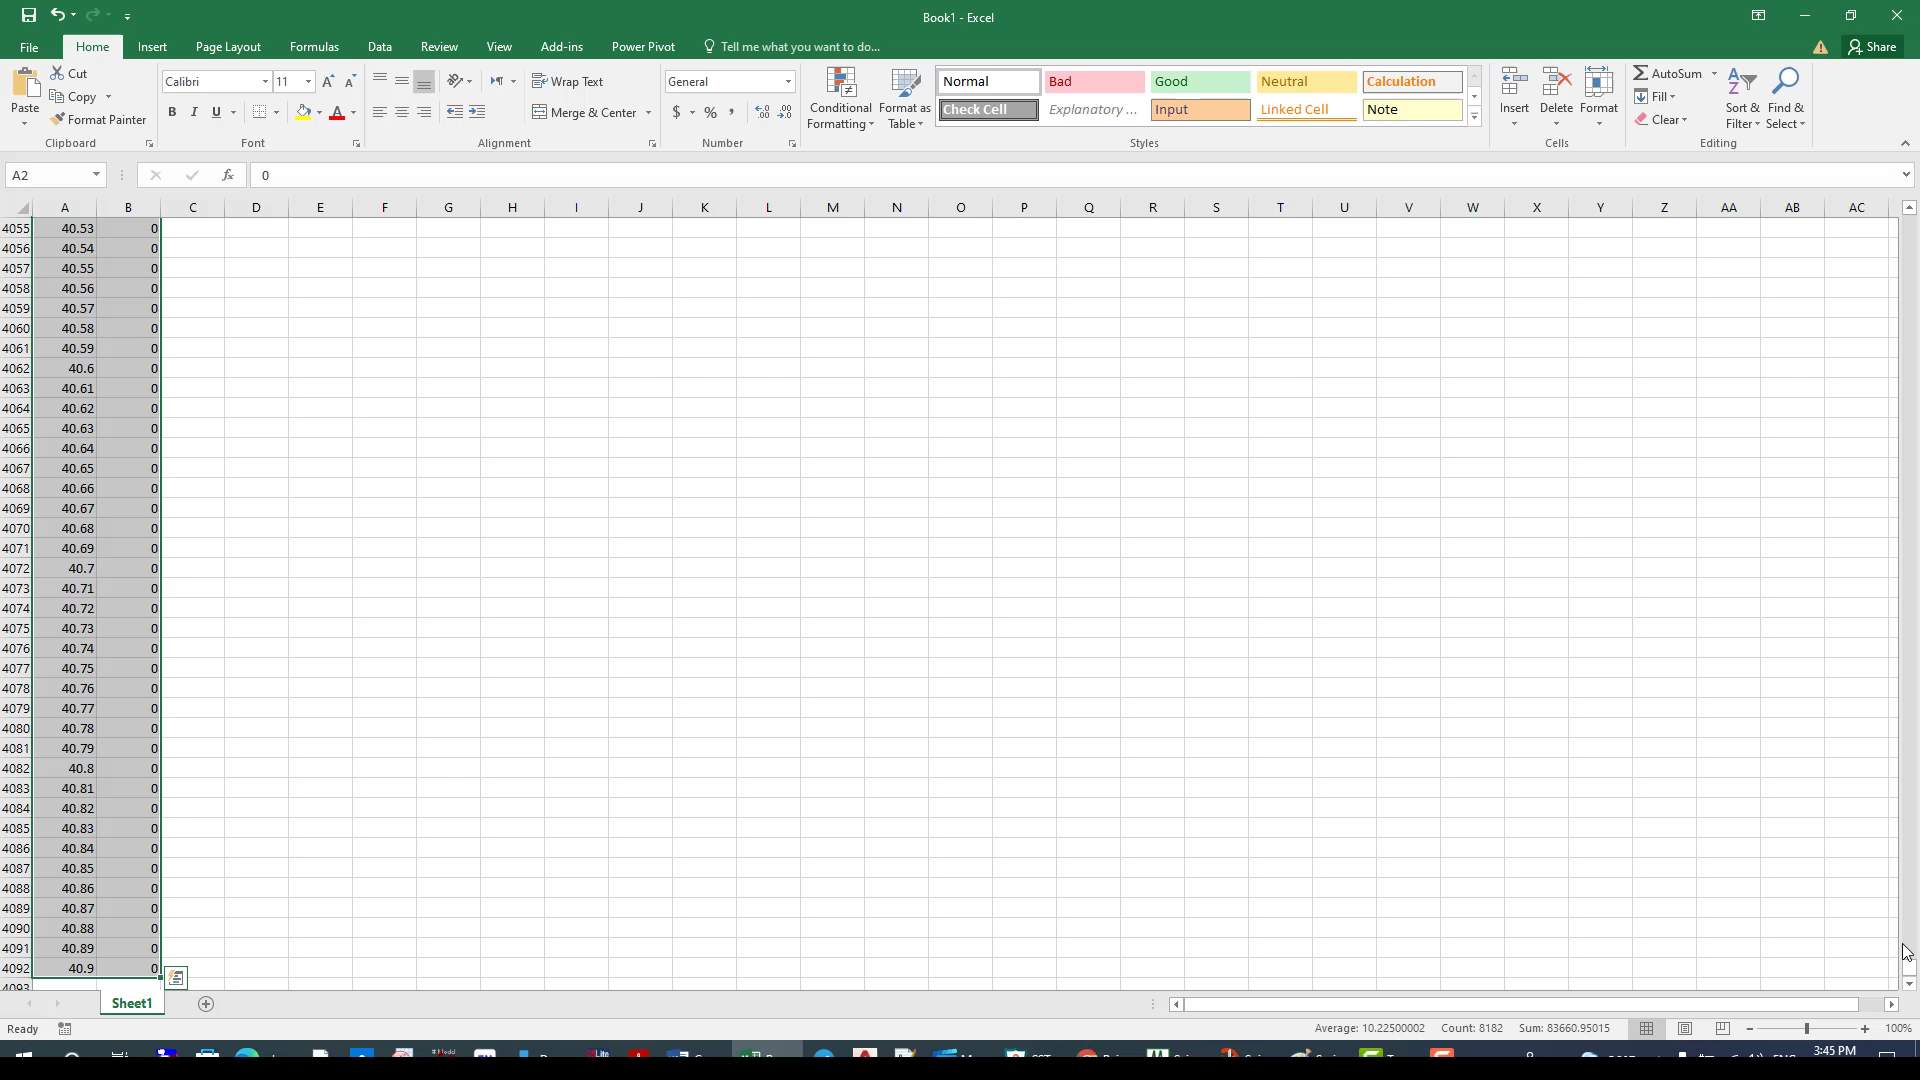 Book1 - Excel
File Home Insert Page Layout Formulas Data Review View Add-ins Power Pivot Tell me what you want to do... Share
Paste Cut Copy Format Painter
Calibri 11 B I U
Wrap Text Merge & Center
General $ % ,
Conditional Formatting Format as Table
Normal Bad Good Neutral Calculation
Check Cell Explanatory ... Input Linked Cell Note
Insert Delete Format
AutoSum Fill Clear Sort & Filter Find & Select
Clipboard Font Alignment Number Styles Cells Editing
A2 fx 0
A B C D E F G H I J K L M N O P Q R S T U V W X Y Z AA AB AC
4055 40.53 0
4056 40.54 0
4057 40.55 0
4058 40.56 0
4059 40.57 0
4060 40.58 0
4061 40.59 0
4062 40.6 0
4063 40.61 0
4064 40.62 0
4065 40.63 0
4066 40.64 0
4067 40.65 0
4068 40.66 0
4069 40.67 0
4070 40.68 0
4071 40.69 0
4072 40.7 0
4073 40.71 0
4074 40.72 0
4075 40.73 0
4076 40.74 0
4077 40.75 0
4078 40.76 0
4079 40.77 0
4080 40.78 0
4081 40.79 0
4082 40.8 0
4083 40.81 0
4084 40.82 0
4085 40.83 0
4086 40.84 0
4087 40.85 0
4088 40.86 0
4089 40.87 0
4090 40.88 0
4091 40.89 0
4092 40.9 0
4093
Sheet1
Ready Average: 10.22500002 Count: 8182 Sum: 83660.95015 100%
3:45 PM